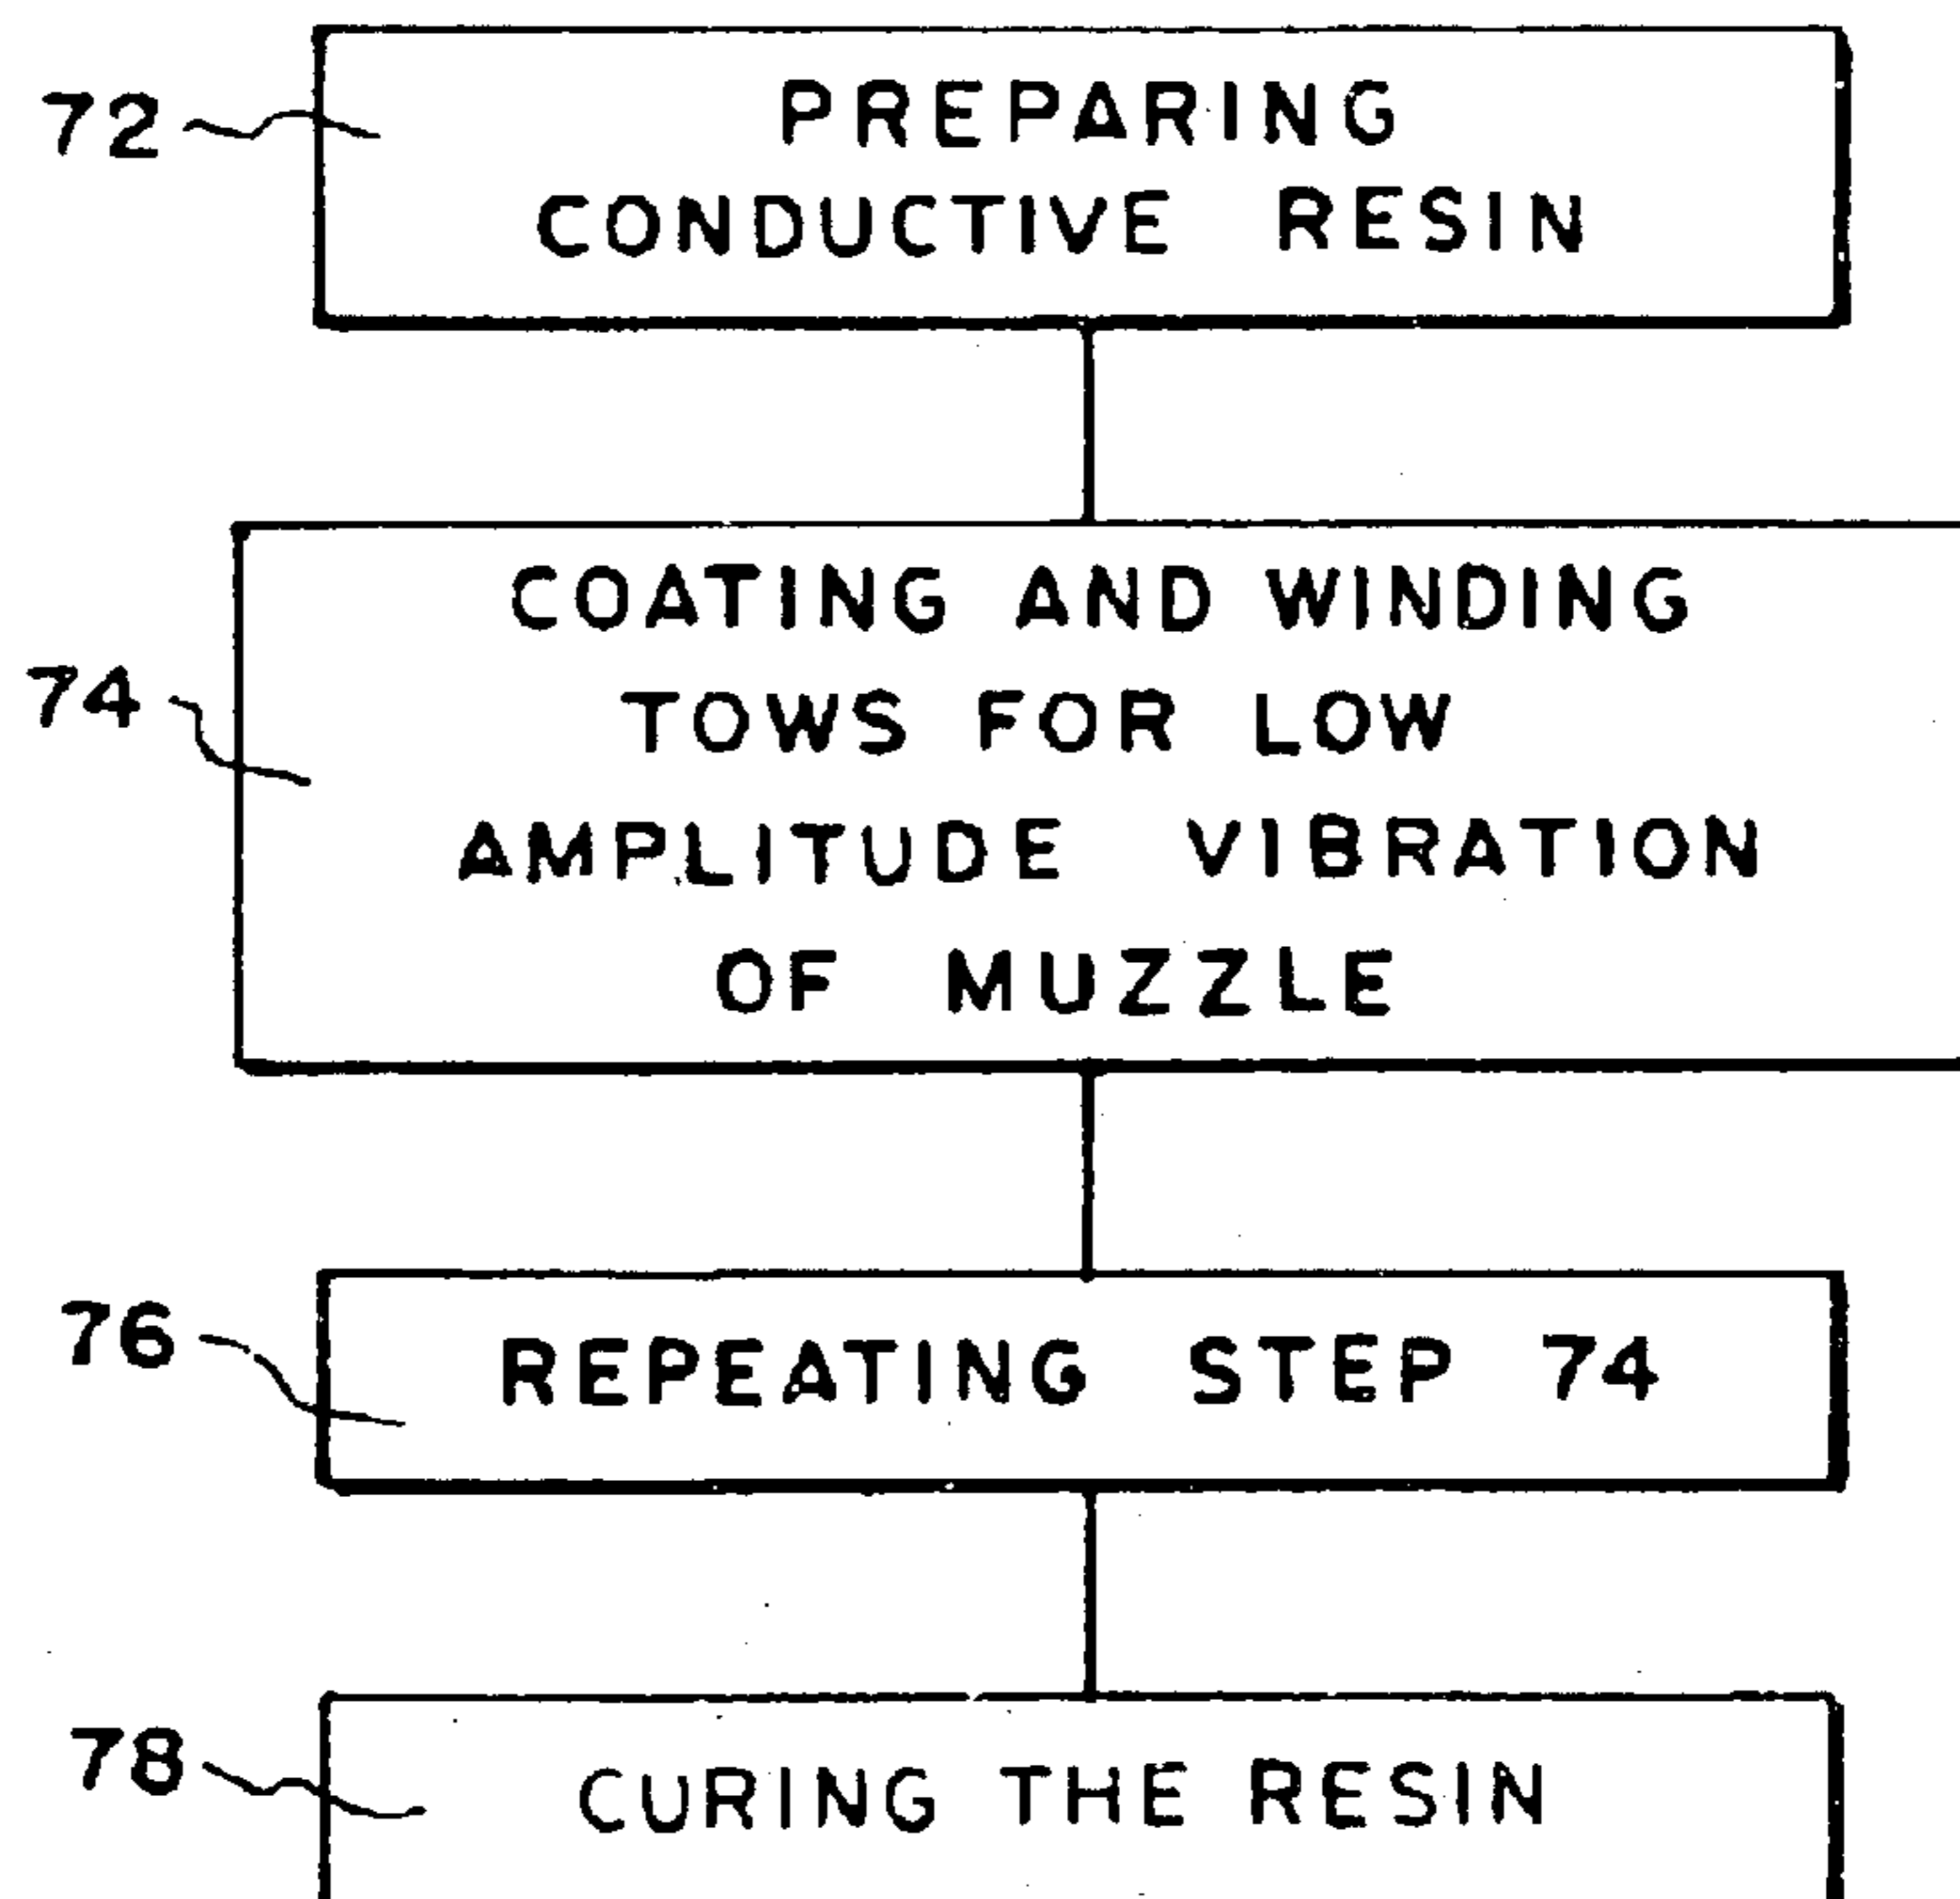 72
PREPARING
CONDUCTIVE RESIN
74
COATING AND WINDING
TOWS FOR LOW
AMPLITUDE VIBRATION
OF MUZZLE
76
REPEATING STEP 74
78
CURING THE RESIN